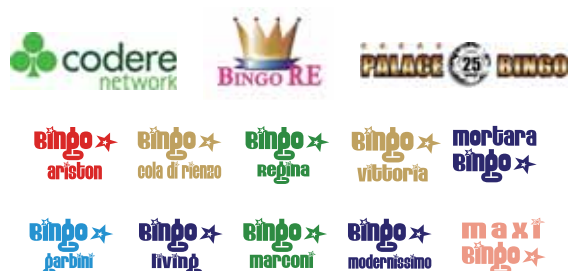 codere
network
BINGO RE
PALACE 25 BINGO
Bingo
ariston
Bingo
cola di rienzo
Bingo
Regina
Bingo
vittoria
mortara
Bingo
Bingo
garbini
Bingo
living
Bingo
marconi
Bingo
modernissimo
maxi
Bingo